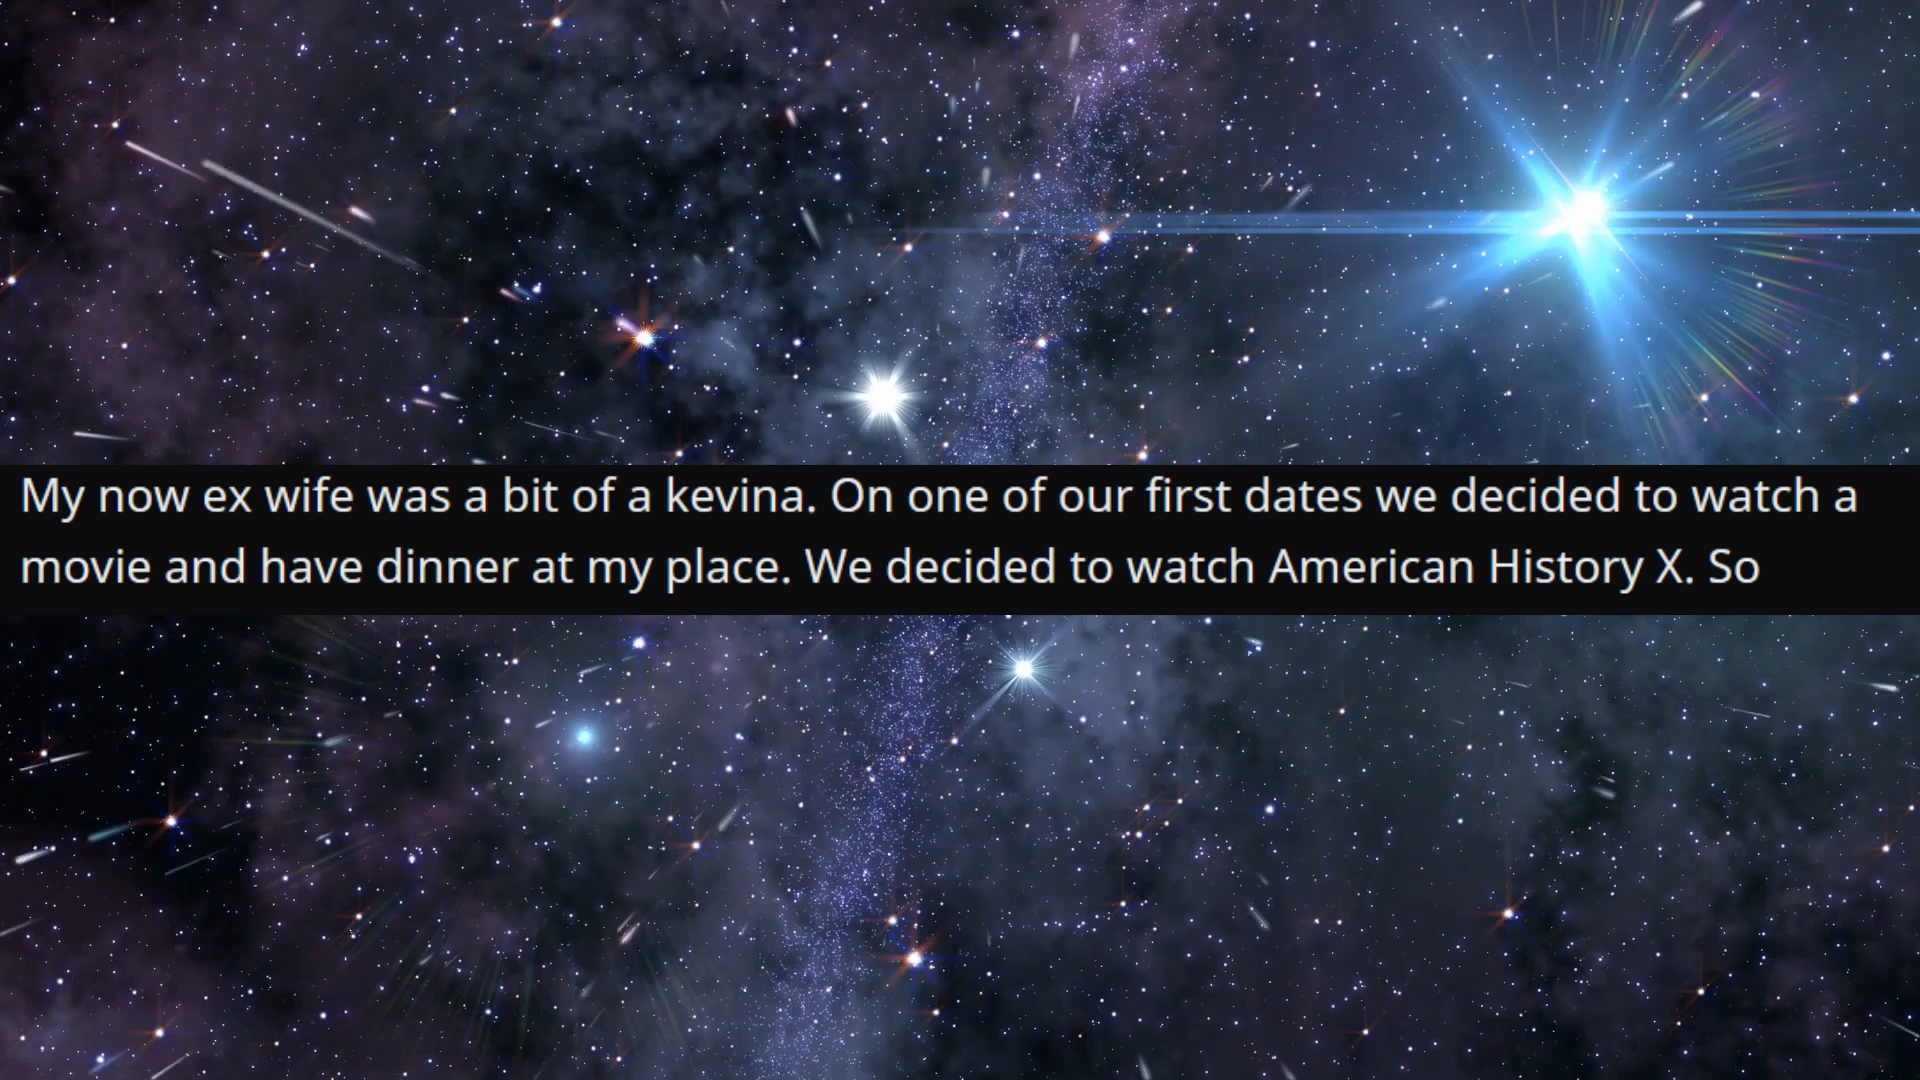 My now ex wife was a bit of a kevina. On one of our first dates we decided to watch a
movie and have dinner at my place. We decided to watch American History X. So